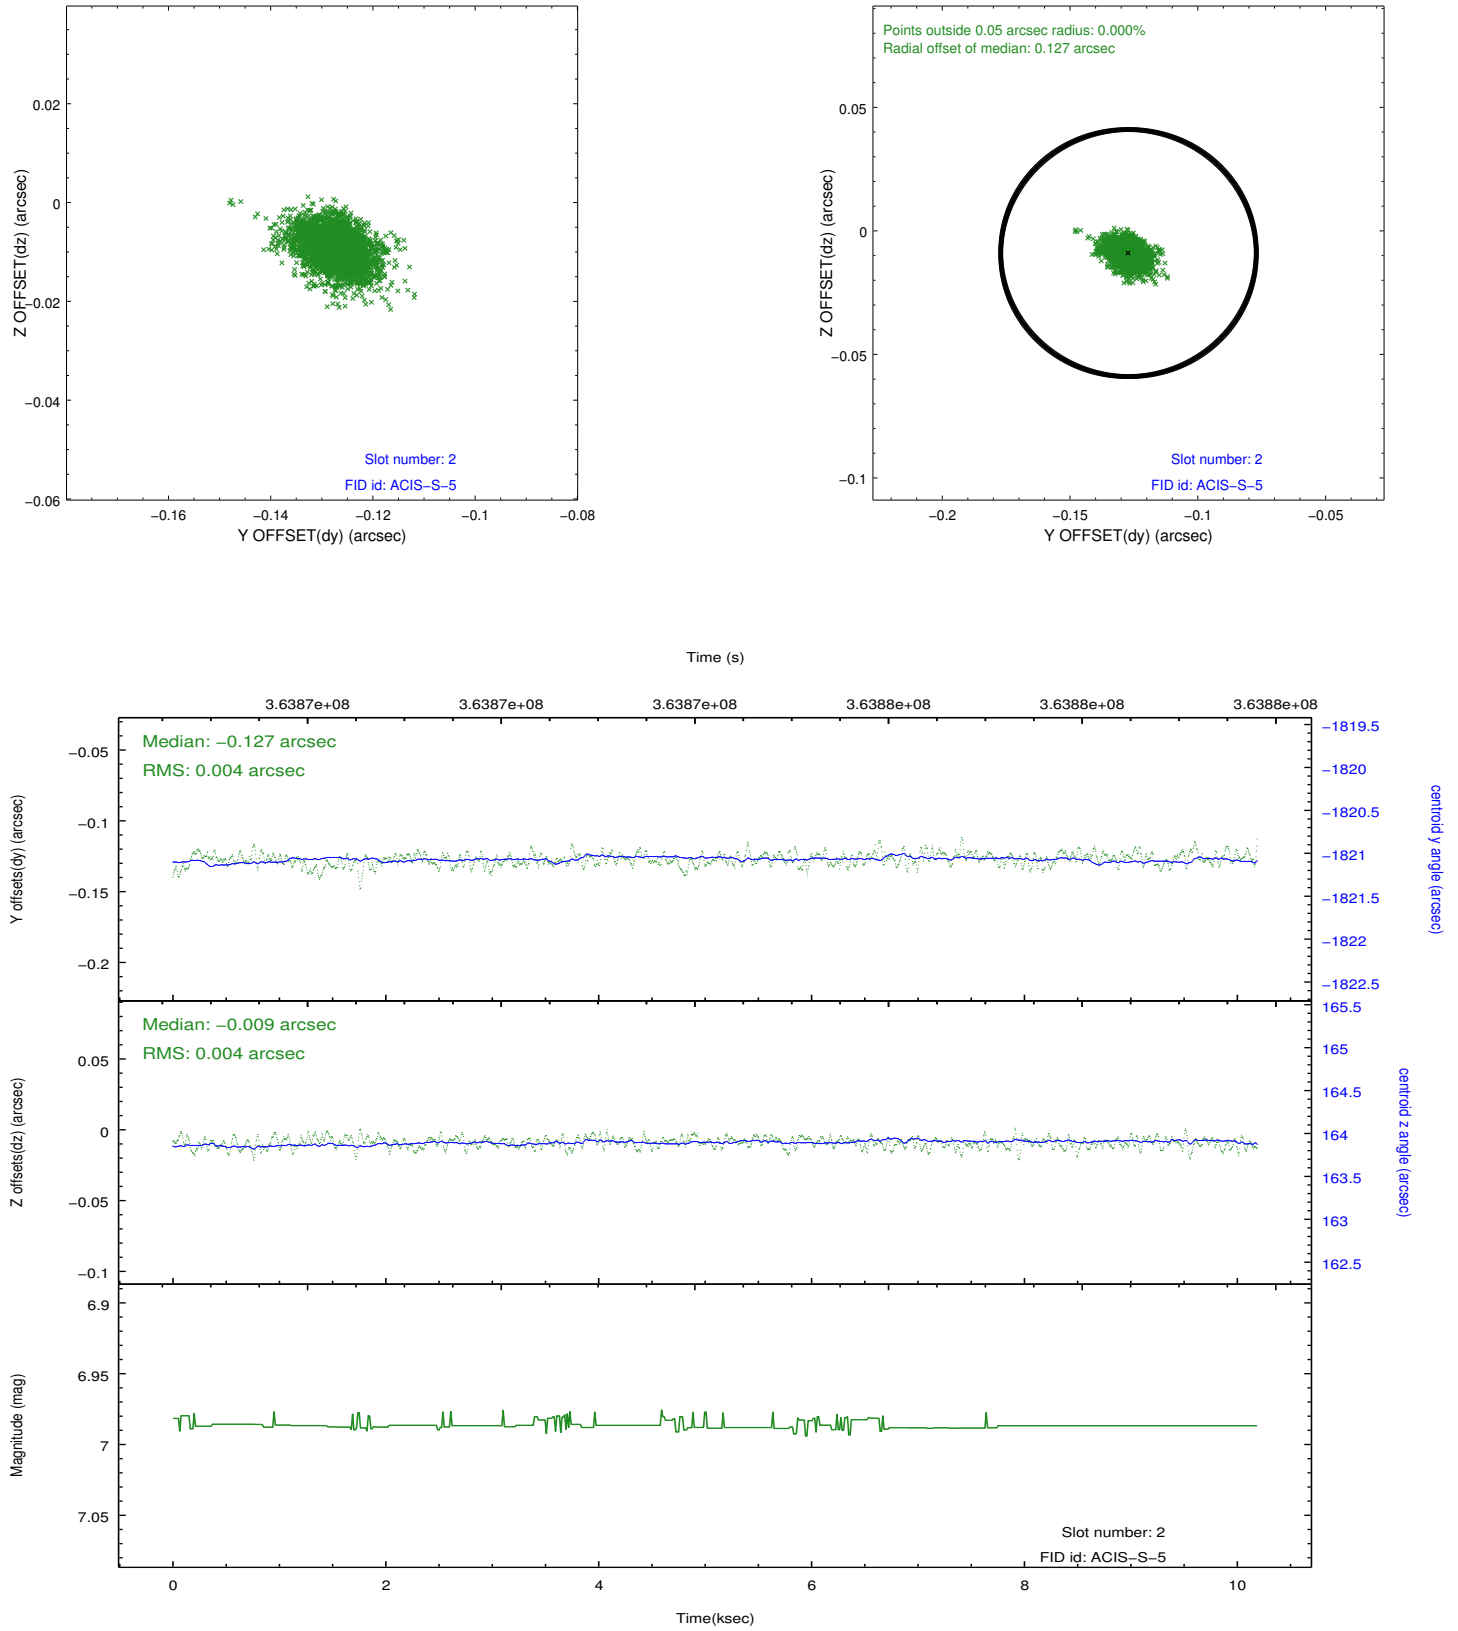 0.02
0
−0.02
−0.04
−0.06
Z OFFSET(dz) (arcsec)
−0.16
−0.14
−0.12
−0.1
−0.08
Y OFFSET(dy) (arcsec)
Slot number: 2
FID id: ACIS−S−5
Points outside 0.05 arcsec radius: 0.000%
Radial offset of median: 0.127 arcsec
0.05
0
−0.05
−0.1
Z OFFSET(dz) (arcsec)
−0.2
−0.15
−0.1
−0.05
Y OFFSET(dy) (arcsec)
Slot number: 2
FID id: ACIS−S−5
Time (s)
3.6387e+08
3.6387e+08
3.6387e+08
3.6388e+08
3.6388e+08
3.6388e+08
Median: −0.127 arcsec
RMS: 0.004 arcsec
−0.05
−0.1
−0.15
−0.2
Y offsets(dy) (arcsec)
−1819.5
−1820
−1820.5
−1821
−1821.5
−1822
−1822.5
centroid y angle (arcsec)
Median: −0.009 arcsec
RMS: 0.004 arcsec
0.05
0
−0.05
−0.1
Z offsets(dz) (arcsec)
165.5
165
164.5
164
163.5
163
162.5
centroid z angle (arcsec)
6.9
6.95
7
7.05
Magnitude (mag)
Slot number: 2
FID id: ACIS−S−5
0
2
4
6
8
10
Time(ksec)